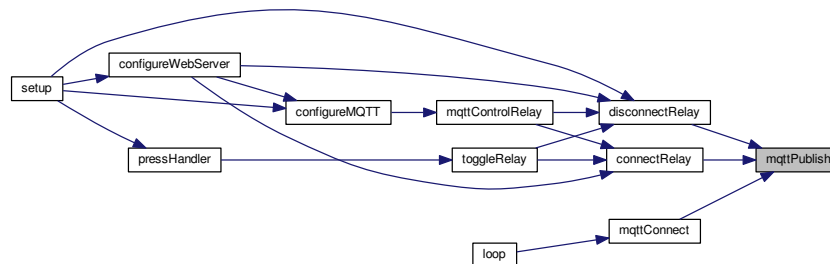 configureWebServer
setup
configureMQTT
mqttControlRelay
disconnectRelay
pressHandler
toggleRelay
connectRelay
mqttPublish
mqttConnect
loop